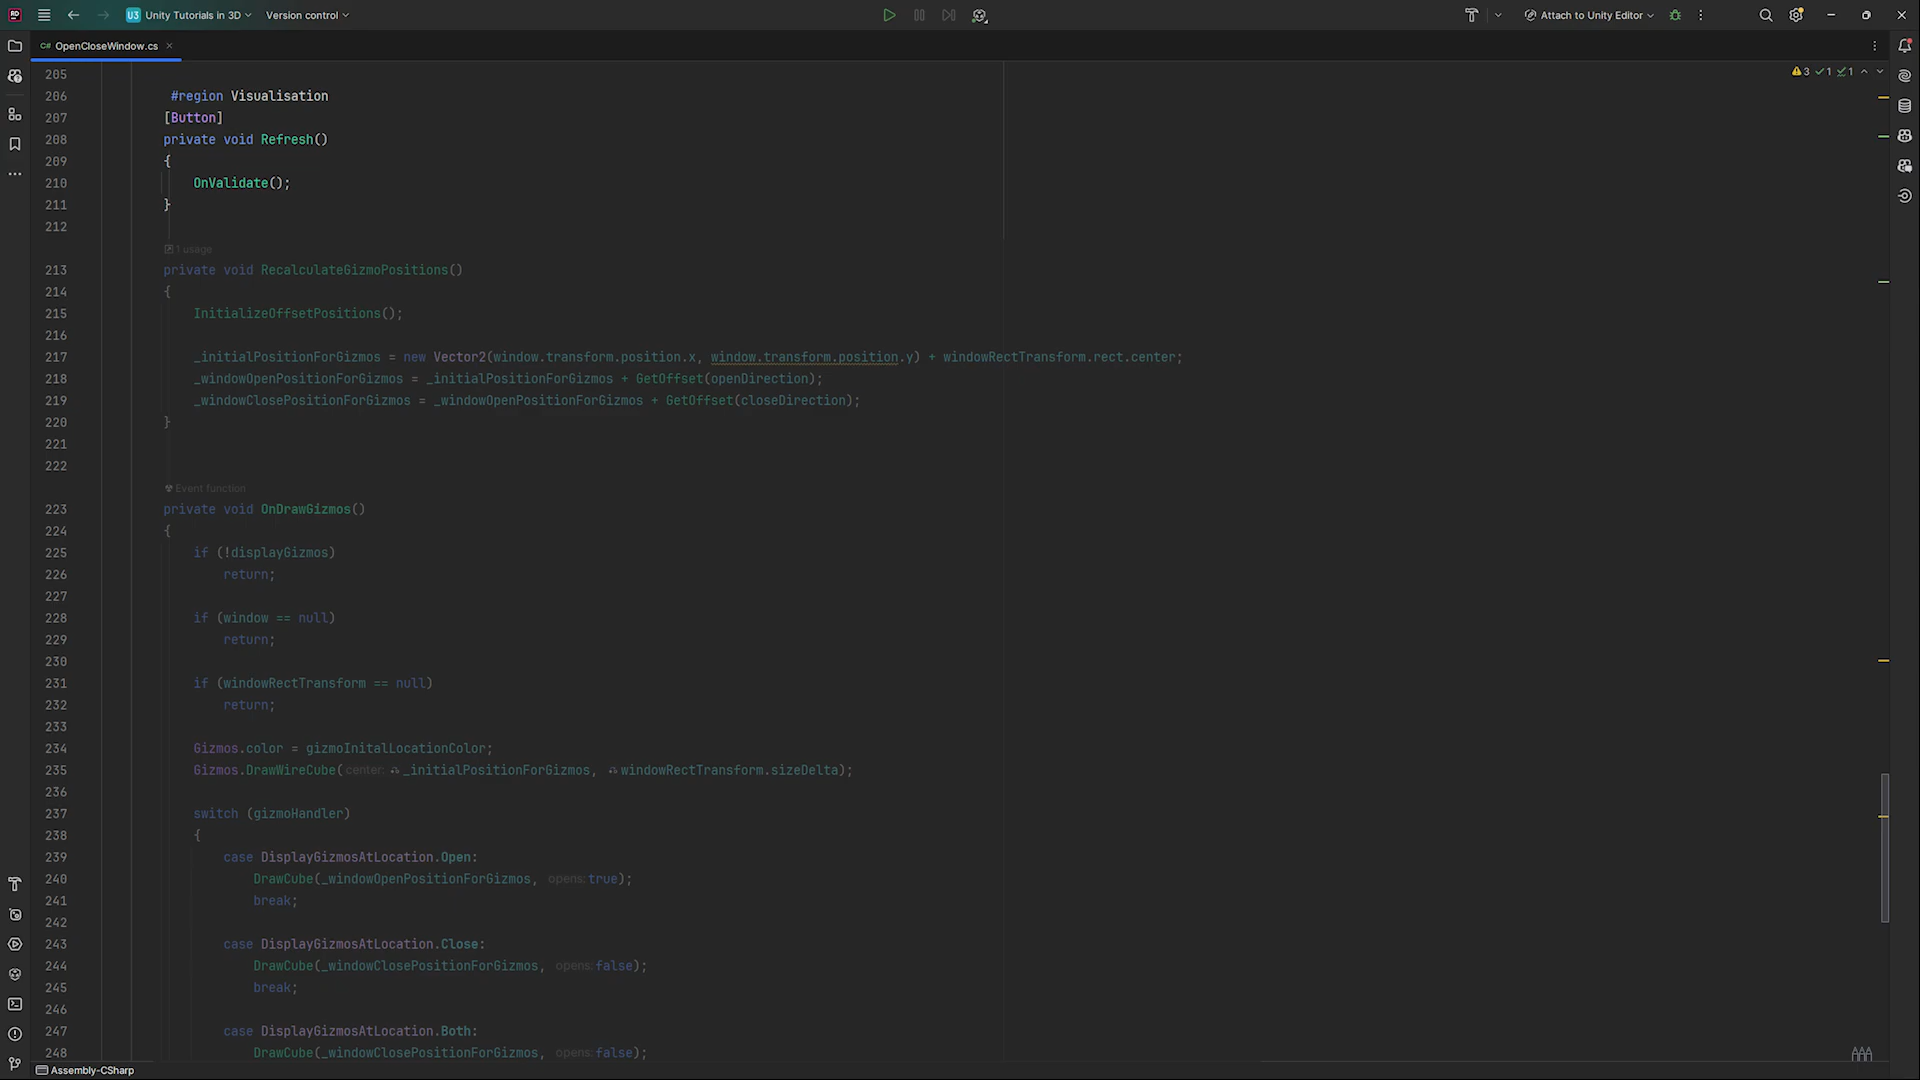 U3 Unity Tutorials in 3D Version control Attach to Unity Editor
C# OpenCloseWindow.cs
3 1 1
205
206 #region Visualisation
207 [Button]
208 private void Refresh()
209 {
210 OnValidate();
211 }
212
1 usage
213 private void RecalculateGizmoPositions()
214 {
215 InitializeOffsetPositions();
216
217 _initialPositionForGizmos = new Vector2(window.transform.position.x, window.transform.position.y) + windowRectTransform.rect.center;
218 _windowOpenPositionForGizmos = _initialPositionForGizmos + GetOffset(openDirection);
219 _windowClosePositionForGizmos = _windowOpenPositionForGizmos + GetOffset(closeDirection);
220 }
221
222
Event function
223 private void OnDrawGizmos()
224 {
225 if (!displayGizmos)
226 return;
227
228 if (window == null)
229 return;
230
231 if (windowRectTransform == null)
232 return;
233
234 Gizmos.color = gizmoInitalLocationColor;
235 Gizmos.DrawWireCube(center: _initialPositionForGizmos, windowRectTransform.sizeDelta);
236
237 switch (gizmoHandler)
238 {
239 case DisplayGizmosAtLocation.Open:
240 DrawCube(_windowOpenPositionForGizmos, opens: true);
241 break;
242
243 case DisplayGizmosAtLocation.Close:
244 DrawCube(_windowClosePositionForGizmos, opens: false);
245 break;
246
247 case DisplayGizmosAtLocation.Both:
248 DrawCube(_windowClosePositionForGizmos, opens: false);
Assembly-CSharp